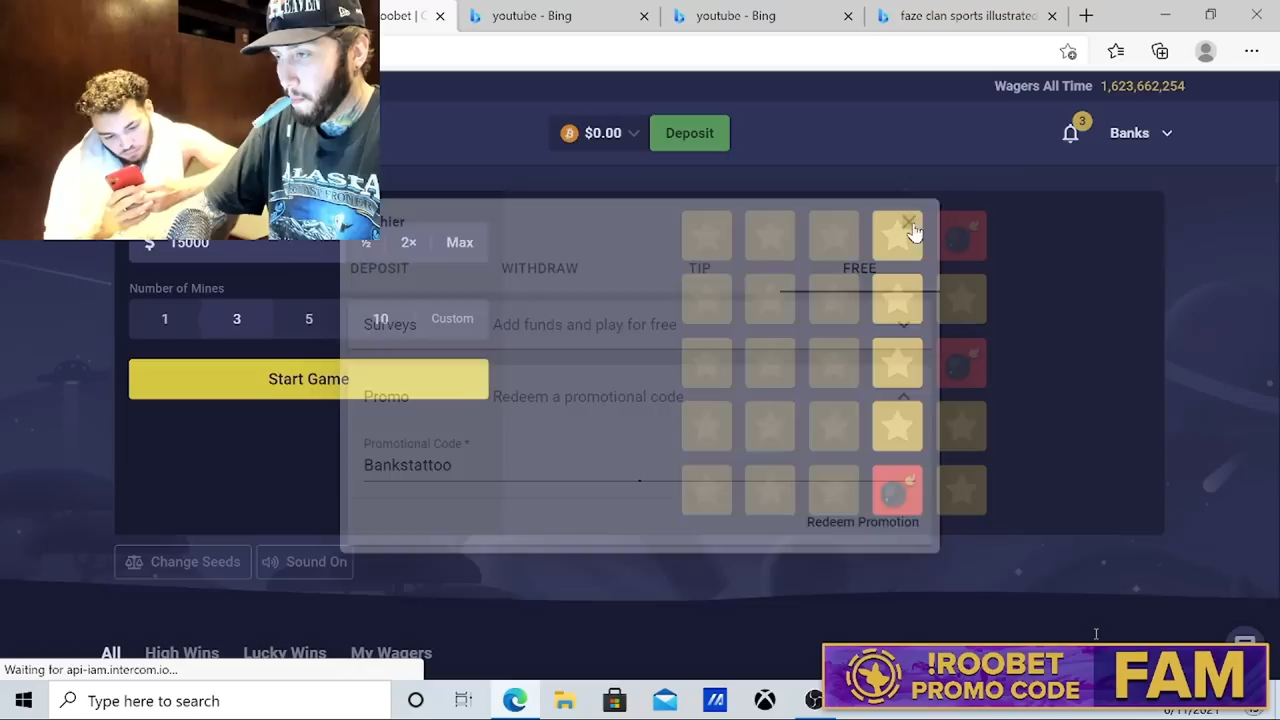 oobet | C
youtube - Bing
youtube - Bing
faze clan sports illustrated
Wagers All Time 1,623,662,254
$0.00
Deposit
3
Banks
hier
$ 15000
½ 2× Max
DEPOSIT WITHDRAW TIP FREE
Number of Mines
1 3 5 10 Custom
Surveys Add funds and play for free
Start Game
Promo Redeem a promotional code
Promotional Code *
Bankstattoo
Redeem Promotion
Change Seeds
Sound On
All High Wins Lucky Wins My Wagers
Waiting for api-iam.intercom.io...
Type here to search
!ROOBET
PROMO CODE
FAM
ALASKA